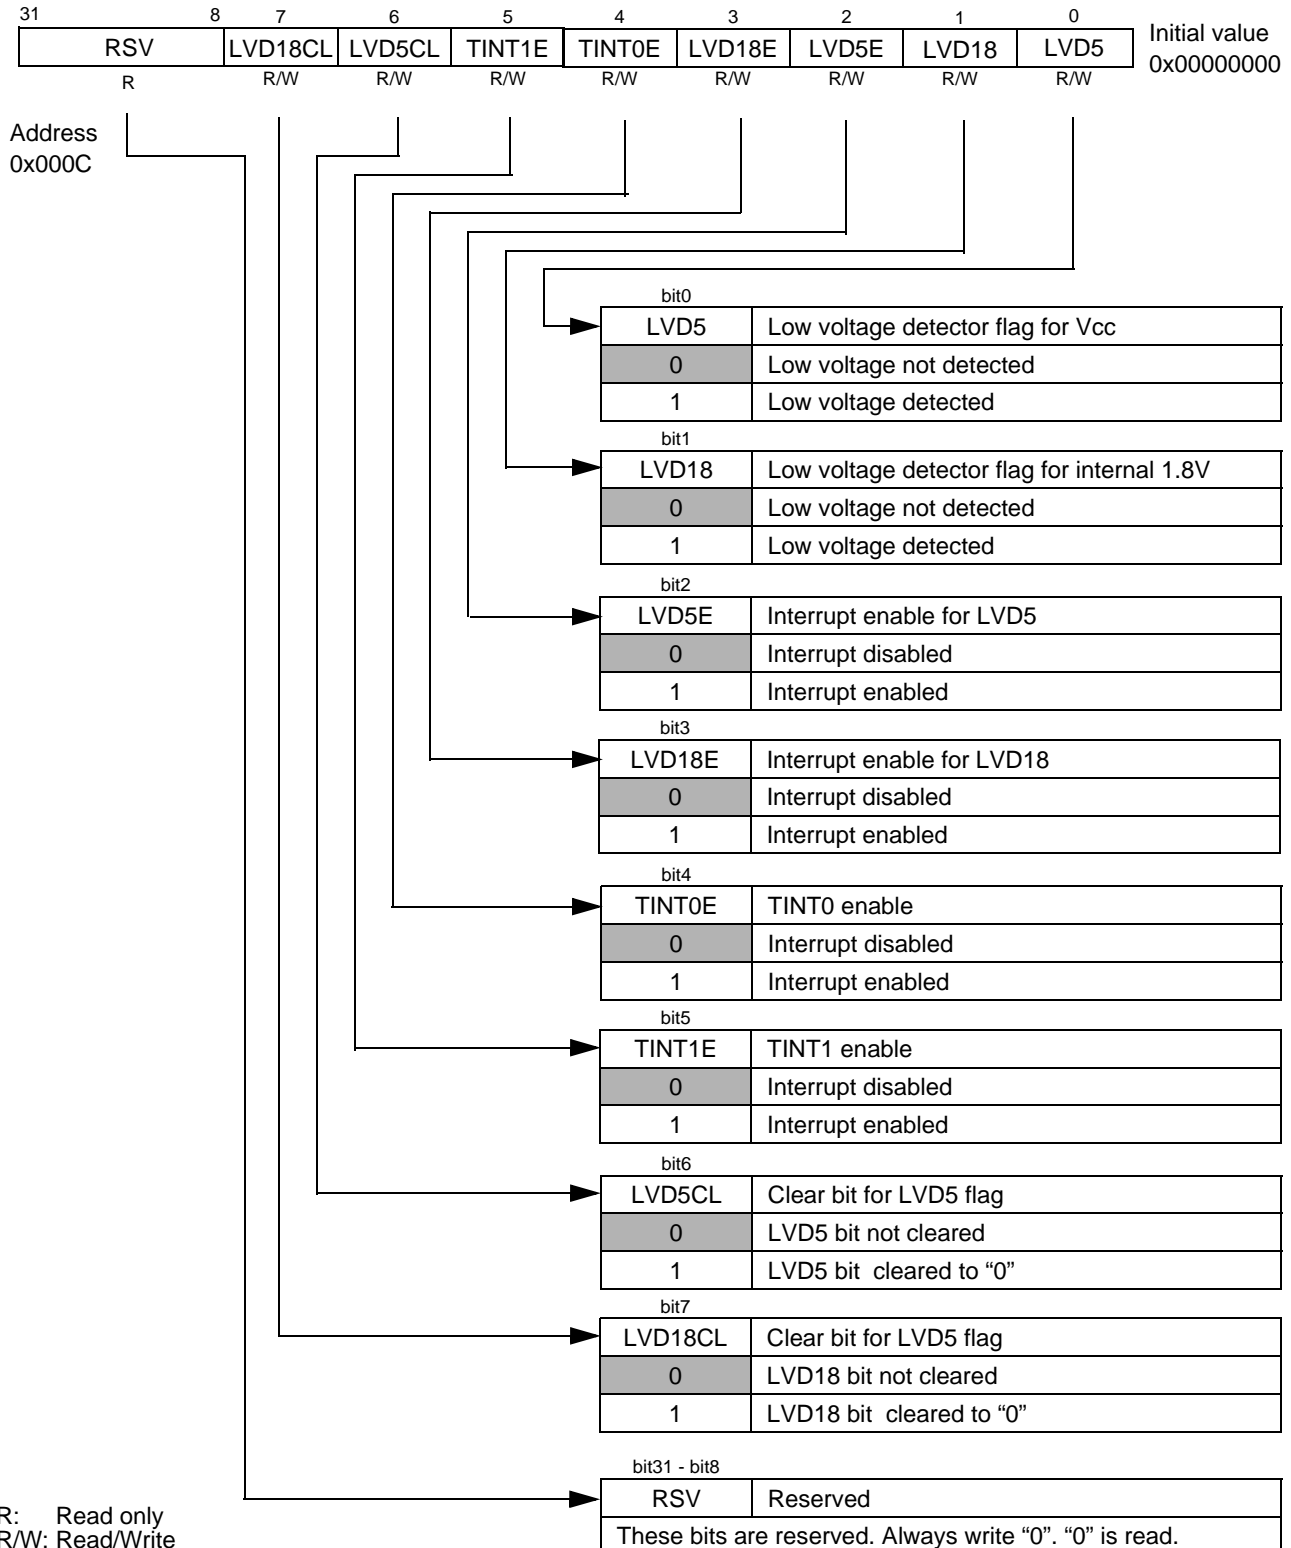 31 8 7 6 5 4 3 2 1 0
RSV LVD18CL LVD5CL TINT1E TINT0E LVD18E LVD5E LVD18 LVD5
Initial value
0x00000000
R R/W R/W R/W R/W R/W R/W R/W R/W
Address
0x000C
bit0
LVD5 Low voltage detector flag for Vcc
0 Low voltage not detected
1 Low voltage detected
bit1
LVD18 Low voltage detector flag for internal 1.8V
0 Low voltage not detected
1 Low voltage detected
bit2
LVD5E Interrupt enable for LVD5
0 Interrupt disabled
1 Interrupt enabled
bit3
LVD18E Interrupt enable for LVD18
0 Interrupt disabled
1 Interrupt enabled
bit4
TINT0E TINT0 enable
0 Interrupt disabled
1 Interrupt enabled
bit5
TINT1E TINT1 enable
0 Interrupt disabled
1 Interrupt enabled
bit6
LVD5CL Clear bit for LVD5 flag
0 LVD5 bit not cleared
1 LVD5 bit cleared to “0”
bit7
LVD18CL Clear bit for LVD5 flag
0 LVD18 bit not cleared
1 LVD18 bit cleared to “0”
bit31 - bit8
RSV Reserved
These bits are reserved. Always write “0”. “0” is read.
R: Read only
R/W: Read/Write